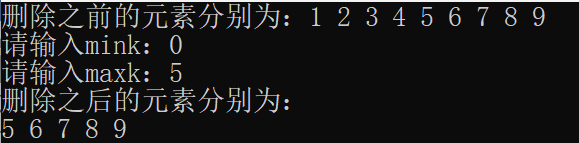 删除之前的元素分别为：1 2 3 4 5 6 7 8 9
请输入mink：0
请输入maxk：5
删除之后的元素分别为：
5 6 7 8 9